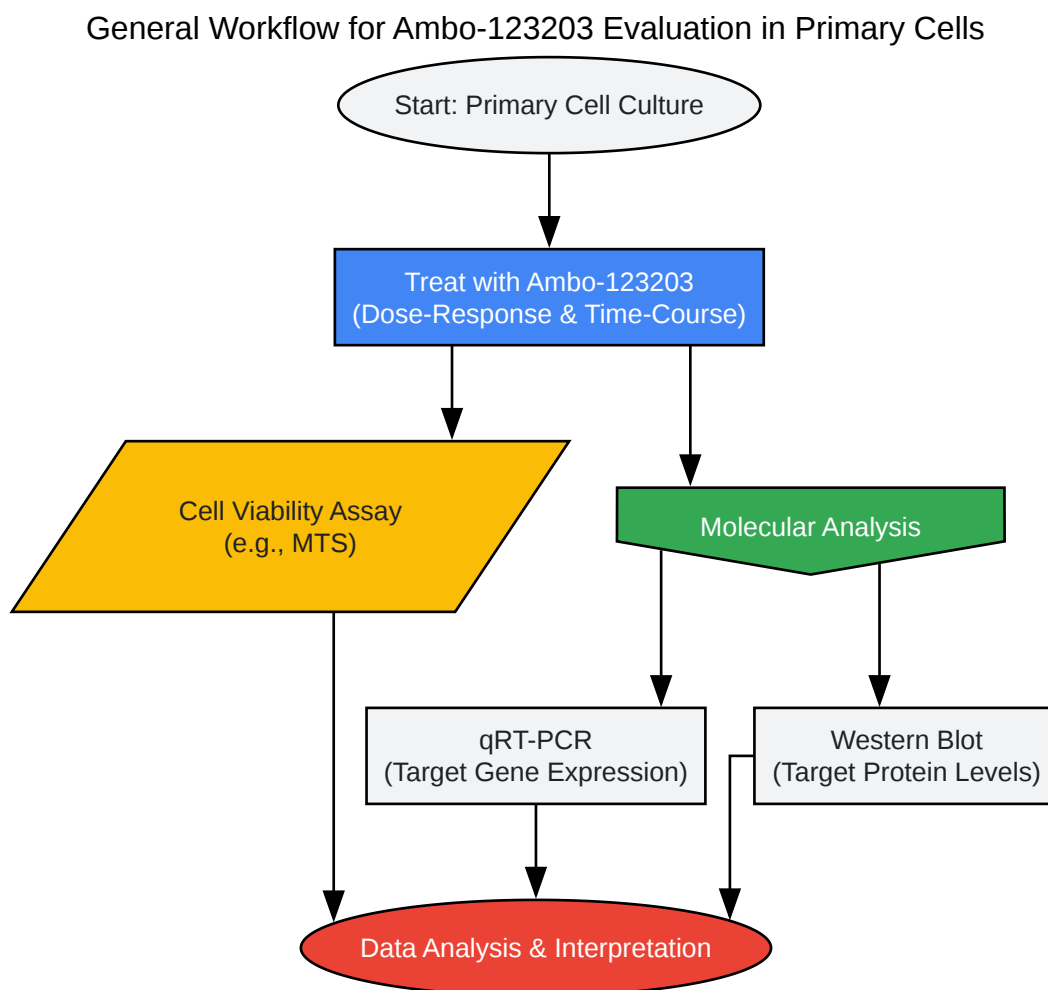 General Workflow for Ambo-123203 Evaluation in Primary Cells
Start: Primary Cell Culture
Treat with Ambo-123203
(Dose-Response & Time-Course)
Cell Viability Assay
(e.g., MTS)
Molecular Analysis
qRT-PCR
(Target Gene Expression)
Western Blot
(Target Protein Levels)
Data Analysis & Interpretation